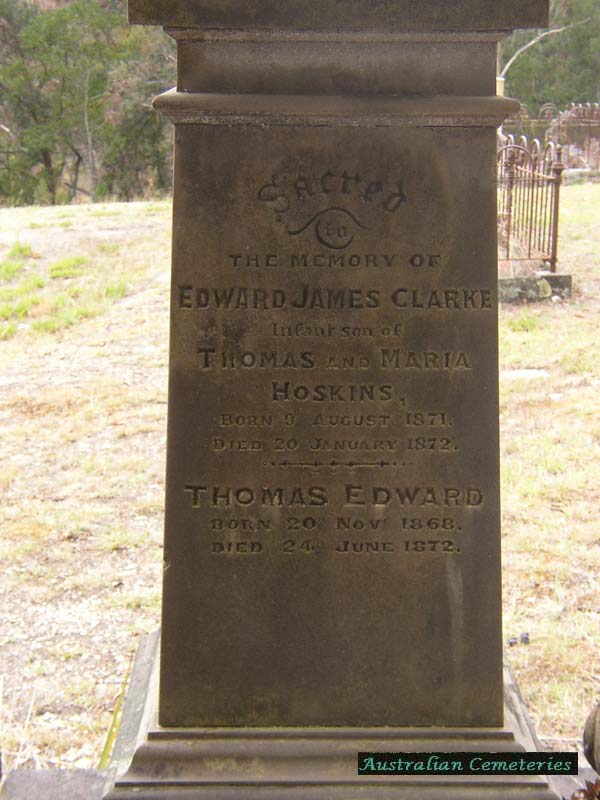 Sacred
to
THE MEMORY OF
EDWARD JAMES CLARKE
Infant son of
THOMAS AND MARIA
HOSKINS,
BORN 9 AUGUST 1871.
DIED 20 JANUARY 1872.
THOMAS EDWARD
BORN 20 NOV 1868.
DIED 24 JUNE 1872.
Australian Cemeteries